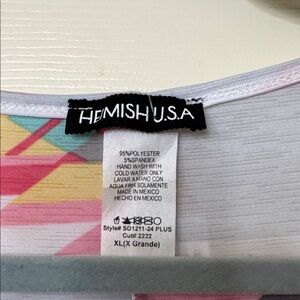 HEIMISH U.S.A
95%POLYESTER
5%SPANDEX
HAND WASH WITH
COLD WATER ONLY
LAVAR A MANO CON
AGUA FRIA SOLAMENTE
MADE IN MEXICO
HECHO EN MEXICO
Style# SD1211-24 PLUS
Cut# 2222
XL(X Grande)